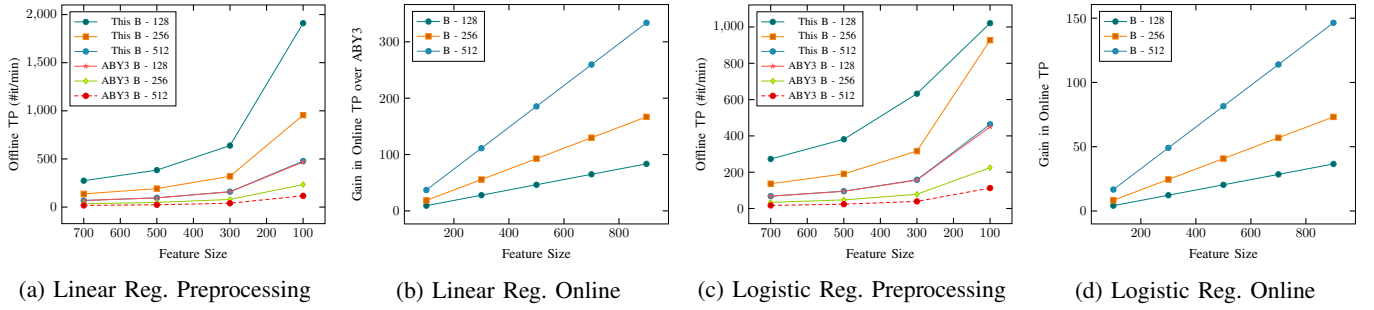 2,000
1,500
1,000
500
0
Offline TP (#it/min)
This B - 128
This B - 256
This B - 512
ABY3 B - 128
ABY3 B - 256
ABY3 B - 512
700 600 500 400 300 200 100
Feature Size
(a) Linear Reg. Preprocessing
300
200
100
0
Gain in Online TP over ABY3
B - 128
B - 256
B - 512
200 400 600 800
Feature Size
(b) Linear Reg. Online
1,000
800
600
400
200
0
Offline TP (#it/min)
This B - 128
This B - 256
This B - 512
ABY3 B - 128
ABY3 B - 256
ABY3 B - 512
700 600 500 400 300 200 100
Feature Size
(c) Logistic Reg. Preprocessing
150
100
50
0
Gain in Online TP
B - 128
B - 256
B - 512
200 400 600 800
Feature Size
(d) Logistic Reg. Online